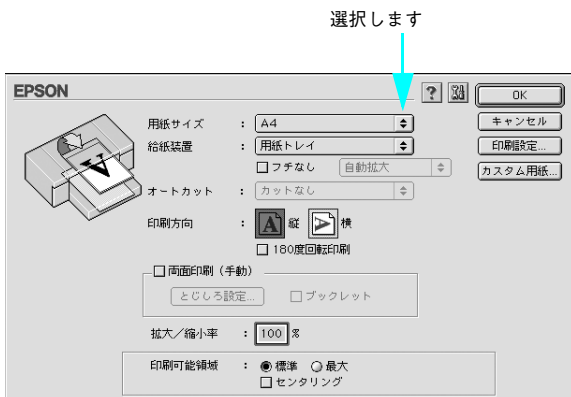 選択します
EPSON
?
OK
用紙サイズ : A4
キャンセル
給紙装置 : 用紙トレイ
印刷設定...
フチなし 自動拡大
カスタム用紙...
オートカット : カットなし
印刷方向 : A 縦 A 横
180度回転印刷
両面印刷（手動）
とじしろ設定... ブックレット
拡大／縮小率 : 100 %
印刷可能領域 : 標準 最大
センタリング